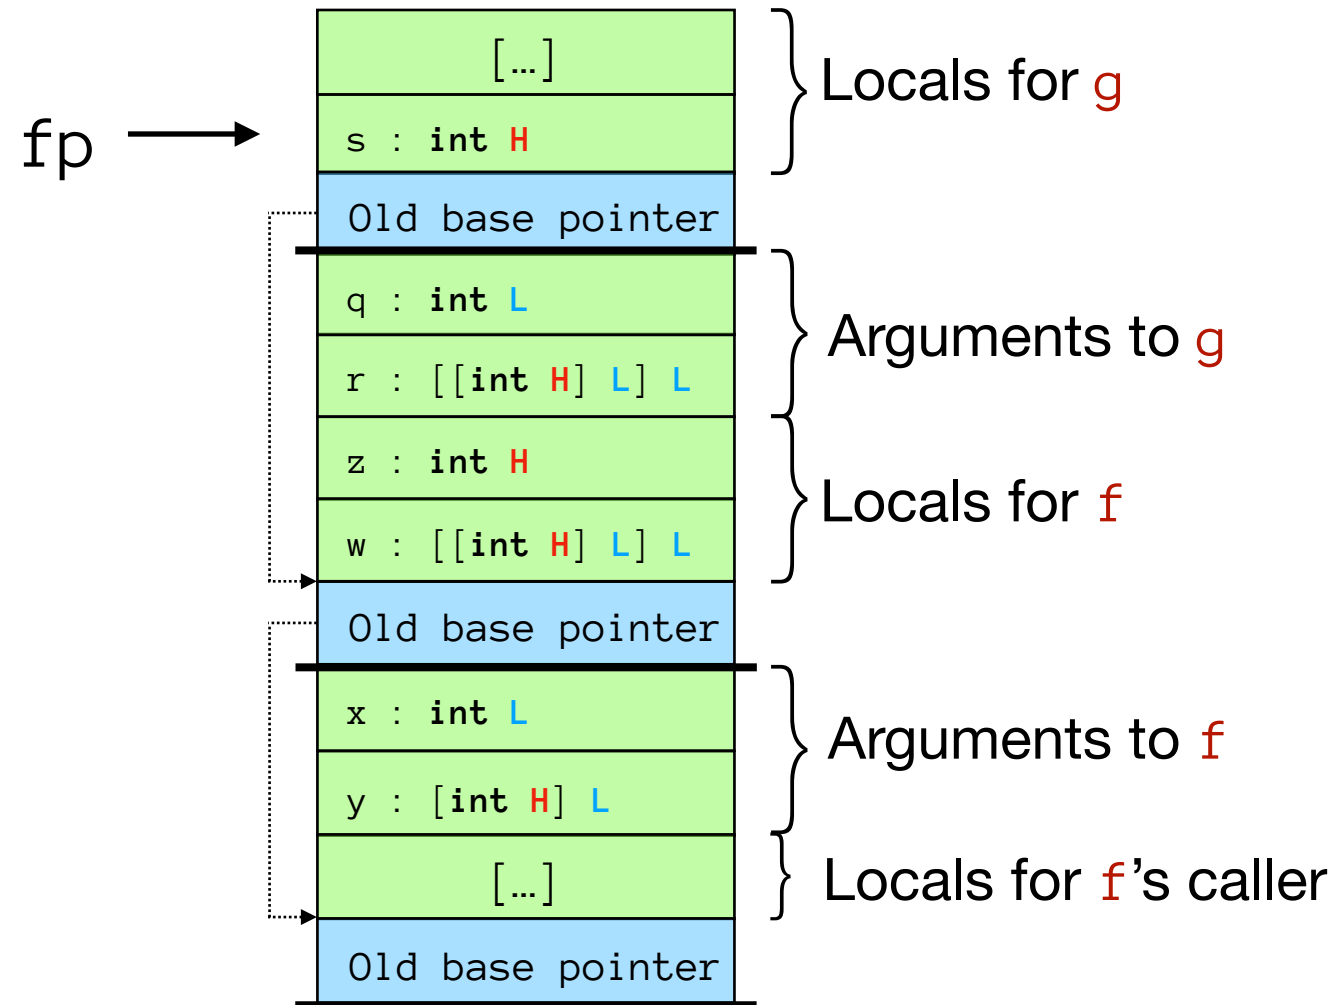 […]
Locals for g
fp
s : int H
Old base pointer
q : int L
Arguments to g
r : [[int H] L] L
z : int H
Locals for f
w : [[int H] L] L
Old base pointer
x : int L
Arguments to f
y : [int H] L
[…]
Locals for f’s caller
Old base pointer